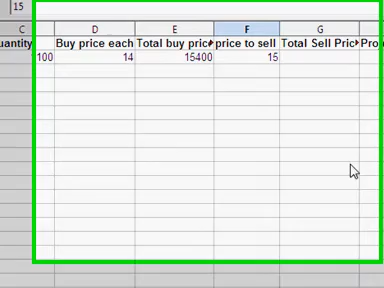 15
C D E F G
uantity Buy price each Total buy pric price to sell Total Sell Pric Pro
100 14 15400 15